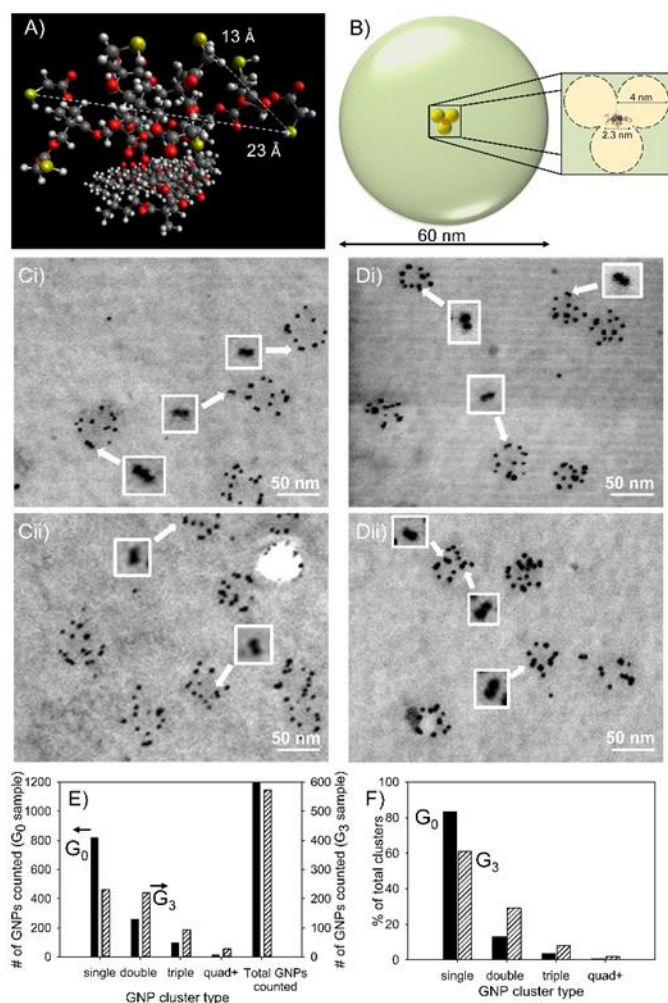 A)
13 Å
23 Å
B)
4 nm
2.3 nm
60 nm
Ci)
50 nm
Di)
50 nm
Cii)
50 nm
Dii)
50 nm
E)
# of GNPs counted (G0 sample)
1200
1000
800
600
400
200
0
G0
G3
600
500
400
300
200
100
0
# of GNPs counted (G3 sample)
single double triple quad+ Total GNPs
counted
GNP cluster type
F)
% of total clusters
100
80
60
40
20
0
G0
G3
single double triple quad+
GNP cluster type